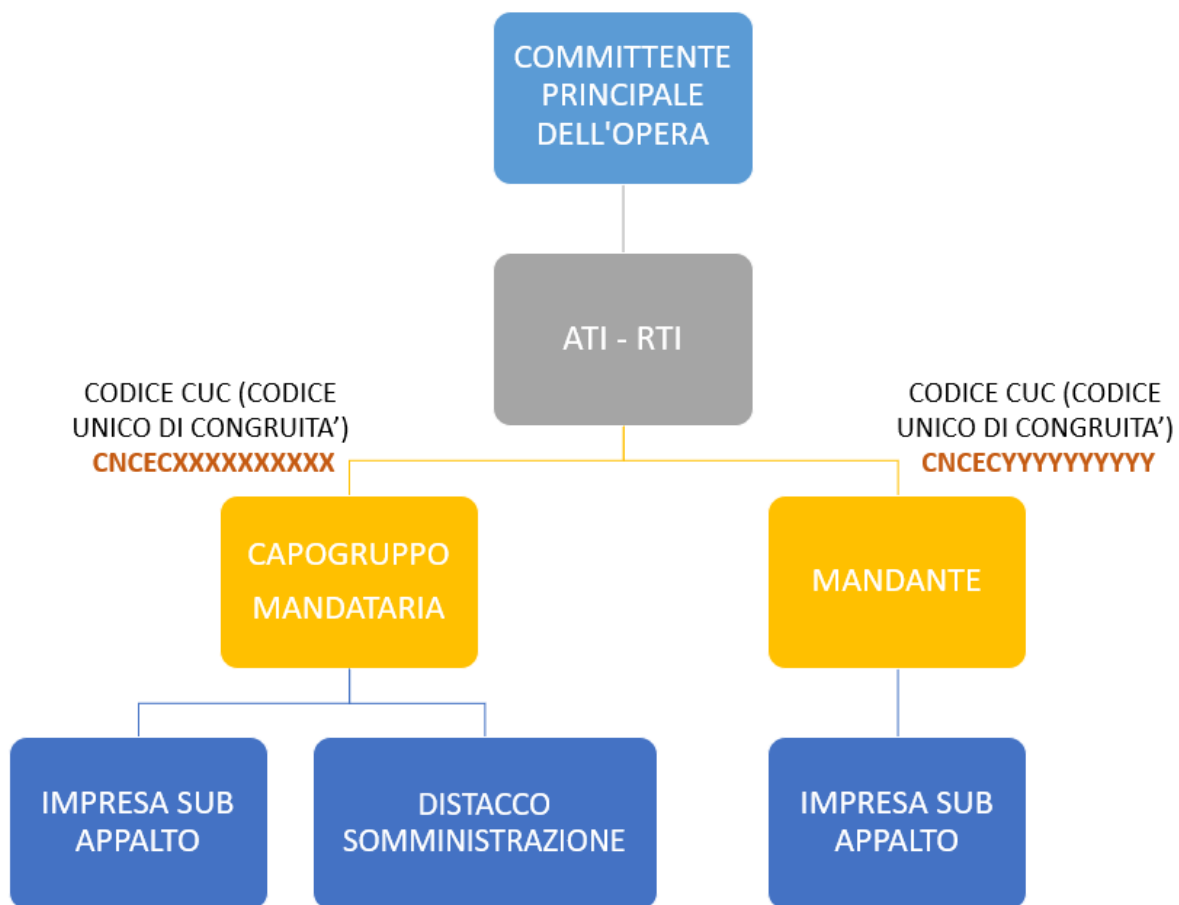 COMMITTENTE
PRINCIPALE
DELL'OPERA
ATI - RTI
CODICE CUC (CODICE
UNICO DI CONGRUITA’)
CNCECXXXXXXXXXX
CODICE CUC (CODICE
UNICO DI CONGRUITA’)
CNCECYYYYYYYYYY
CAPOGRUPPO
MANDATARIA
MANDANTE
IMPRESA SUB
APPALTO
DISTACCO
SOMMINISTRAZIONE
IMPRESA SUB
APPALTO